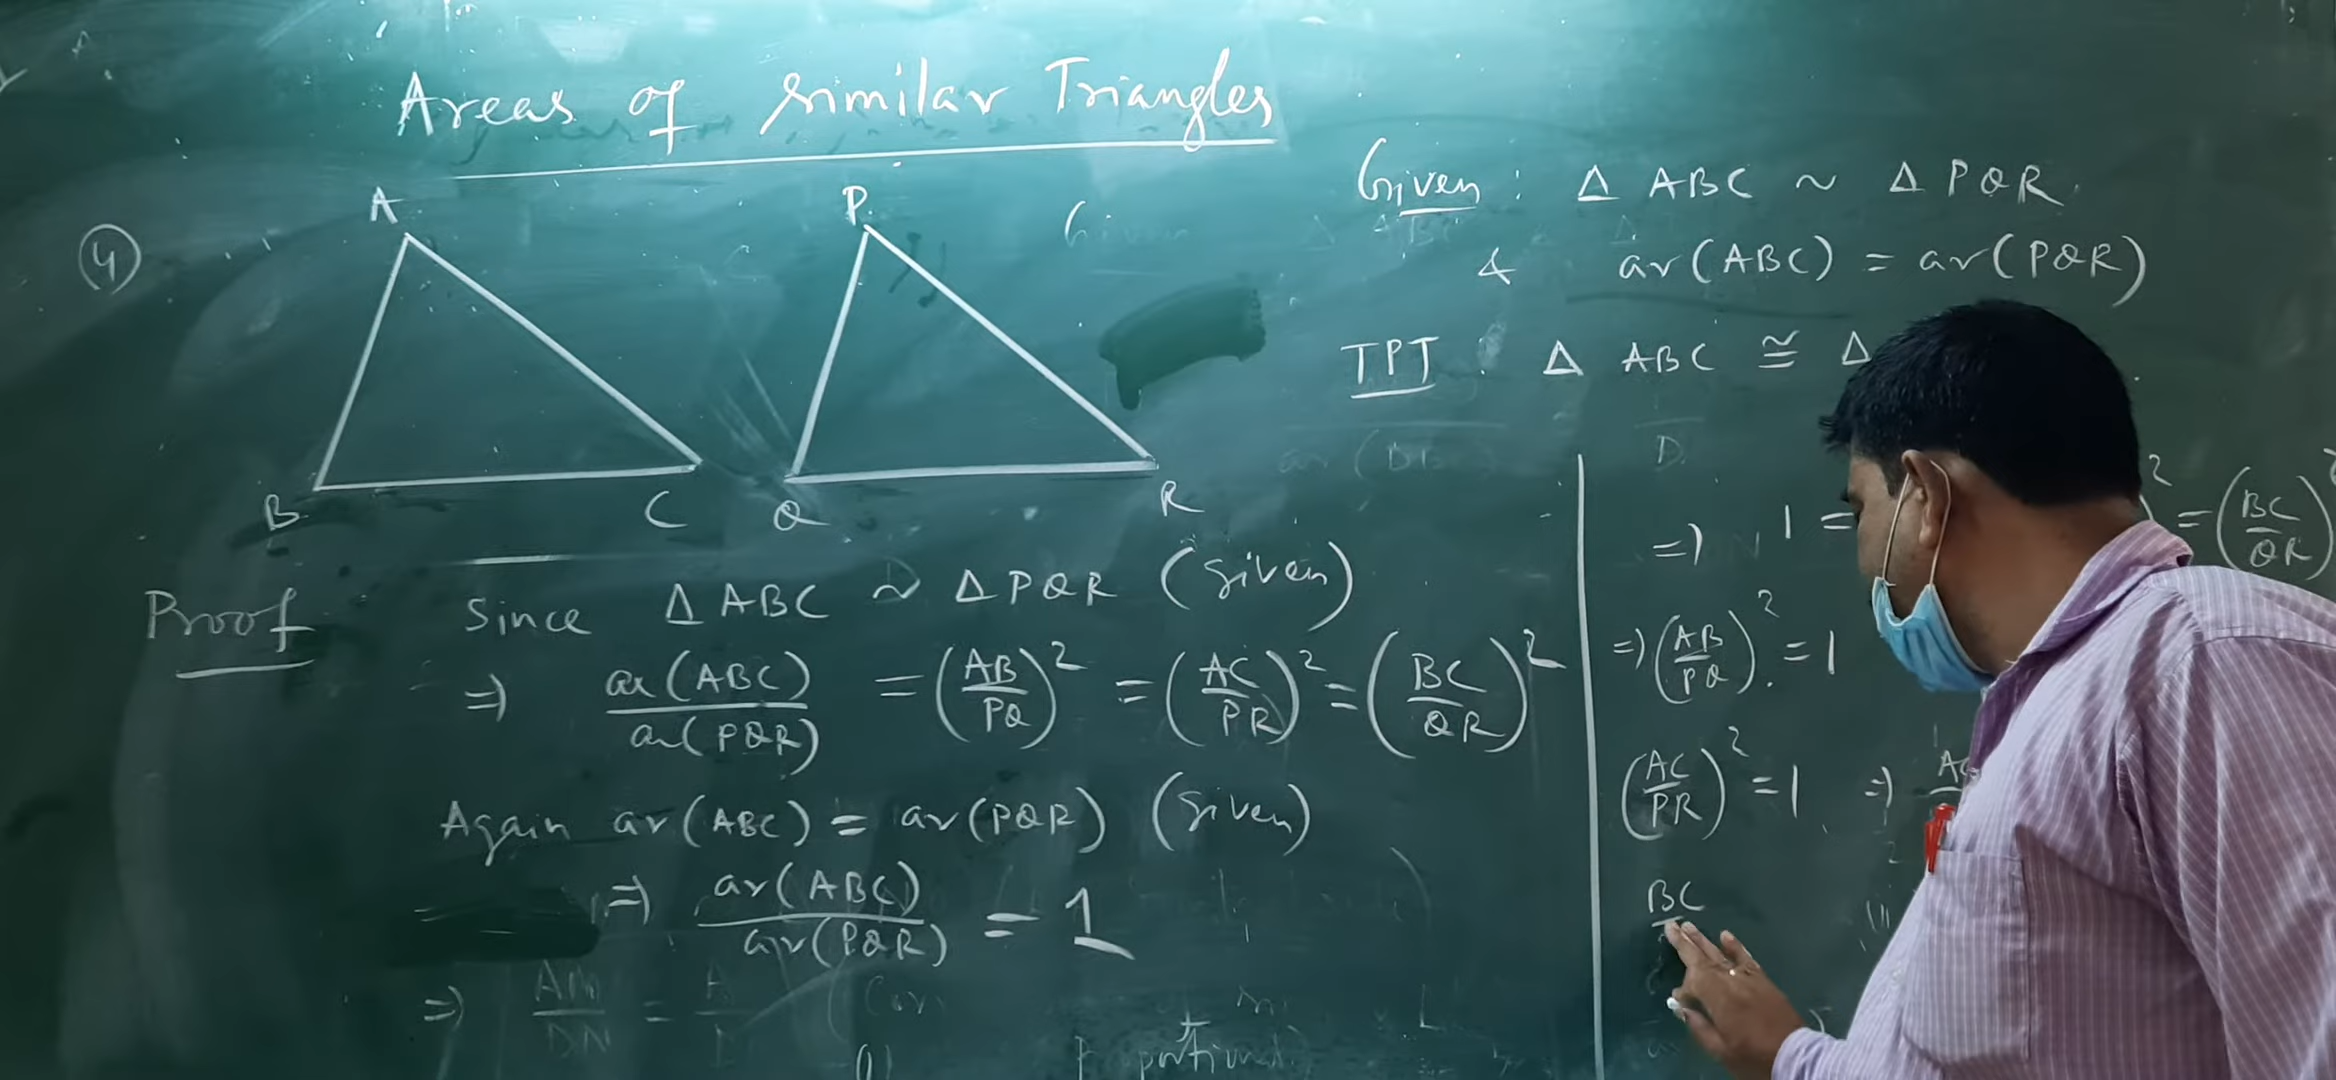 Areas of Similar Triangles
4
A
P
B
C
Q
R
Given : Δ ABC ~ Δ PQR
& ar(ABC) = ar(PQR)
TPT : Δ ABC ≅ Δ
Proof Since Δ ABC ~ Δ PQR (given)
=> ar(ABC)/ar(PQR) = (AB/PQ)² = (AC/PR)² = (BC/QR)²
Again ar(ABC) = ar(PQR) (given)
=> ar(ABC)/ar(PQR) = 1
=> 1 = ² = (BC/QR)
=> (AB/PQ)² = 1
(AC/PR)² = 1 =>
BC